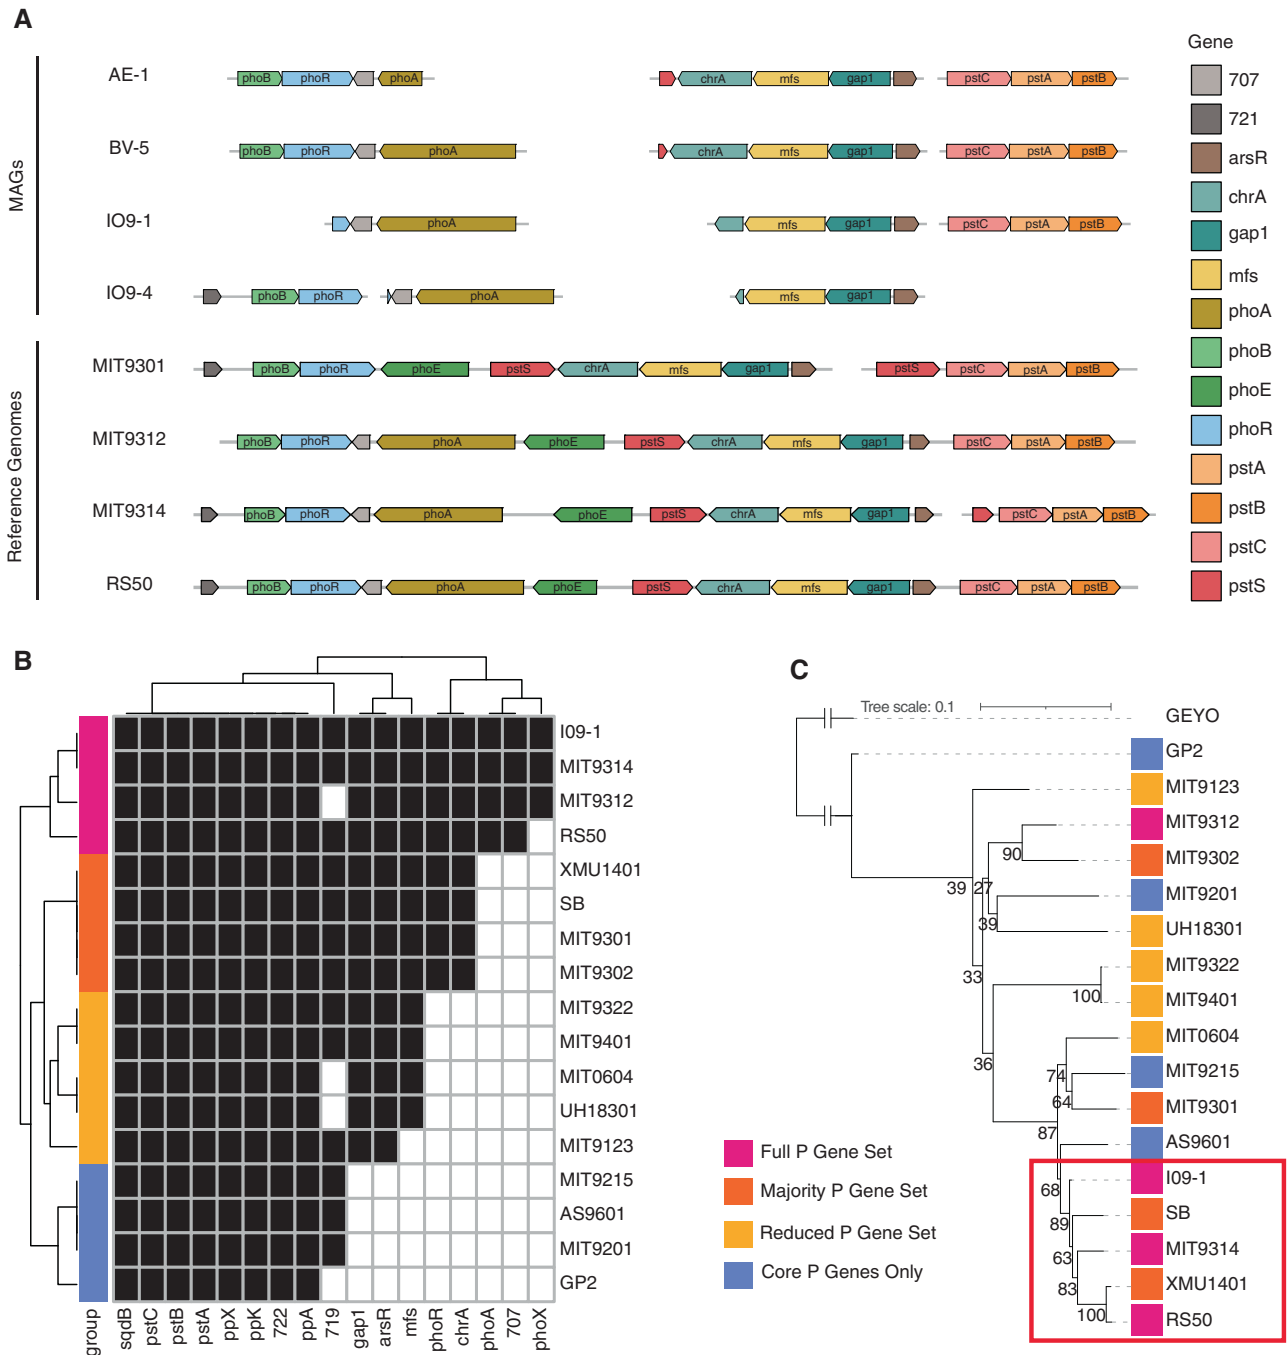 A
MAGs
AE-1
phoB phoR phoA chrA mfs gap1 pstC pstA pstB
BV-5
phoB phoR phoA chrA mfs gap1 pstC pstA pstB
IO9-1
phoA mfs gap1 pstC pstA pstB
IO9-4
phoB phoR phoA mfs gap1
Reference Genomes
MIT9301
phoB phoR phoE pstS chrA mfs gap1 pstS pstC pstA pstB
MIT9312
phoB phoR phoA phoE pstS chrA mfs gap1 pstC pstA pstB
MIT9314
phoB phoR phoA phoE pstS chrA mfs gap1 pstC pstA pstB
RS50
phoB phoR phoA phoE pstS chrA mfs gap1 pstC pstA pstB
Gene
707
721
arsR
chrA
gap1
mfs
phoA
phoB
phoE
phoR
pstA
pstB
pstC
pstS
B
I09-1
MIT9314
MIT9312
RS50
XMU1401
SB
MIT9301
MIT9302
MIT9322
MIT9401
MIT0604
UH18301
MIT9123
MIT9215
AS9601
MIT9201
GP2
group sqdB pstC pstB pstA ppX ppK 722 ppA 719 gap1 arsR mfs phoR chrA phoA 707 phoX
Full P Gene Set
Majority P Gene Set
Reduced P Gene Set
Core P Genes Only
C
Tree scale: 0.1
GEYO
GP2
MIT9123
MIT9312
90
MIT9302
39 27
MIT9201
39
UH18301
MIT9322
33
100
MIT9401
MIT0604
36
74
MIT9215
64
MIT9301
87
AS9601
I09-1
68
SB
89
MIT9314
63
XMU1401
83
100
RS50